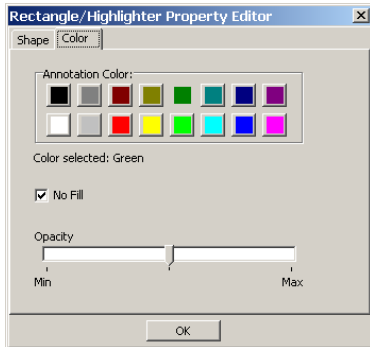 Rectangle/Highlighter Property Editor
Shape Color
Annotation Color:
Color selected: Green
No Fill
Opacity
Min Max
OK